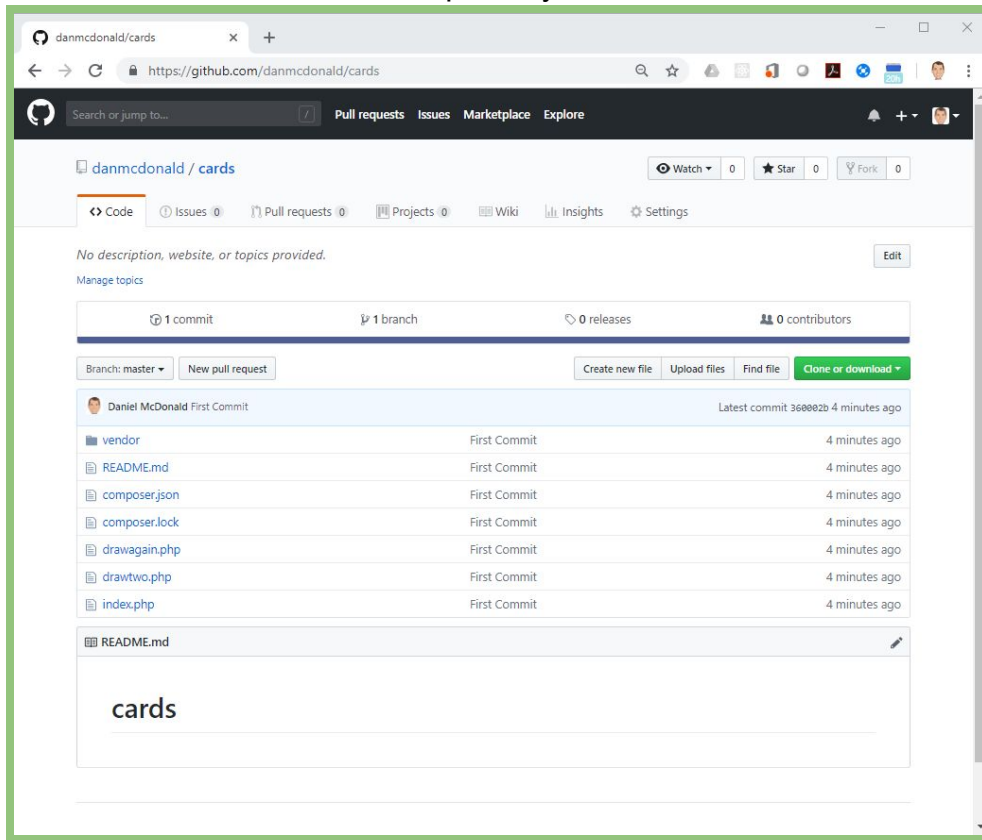 danmcdonald/cards
https://github.com/danmcdonald/cards
20h
Search or jump to... / Pull requests Issues Marketplace Explore
danmcdonald / cards Watch 0 Star 0 Fork 0
Code Issues 0 Pull requests 0 Projects 0 Wiki Insights Settings
No description, website, or topics provided. Edit
Manage topics
1 commit 1 branch 0 releases 0 contributors
Branch: master New pull request Create new file Upload files Find file Clone or download
Daniel McDonald First Commit Latest commit 360002b 4 minutes ago
vendor First Commit 4 minutes ago
README.md First Commit 4 minutes ago
composer.json First Commit 4 minutes ago
composer.lock First Commit 4 minutes ago
drawagain.php First Commit 4 minutes ago
drawtwo.php First Commit 4 minutes ago
index.php First Commit 4 minutes ago
README.md
cards